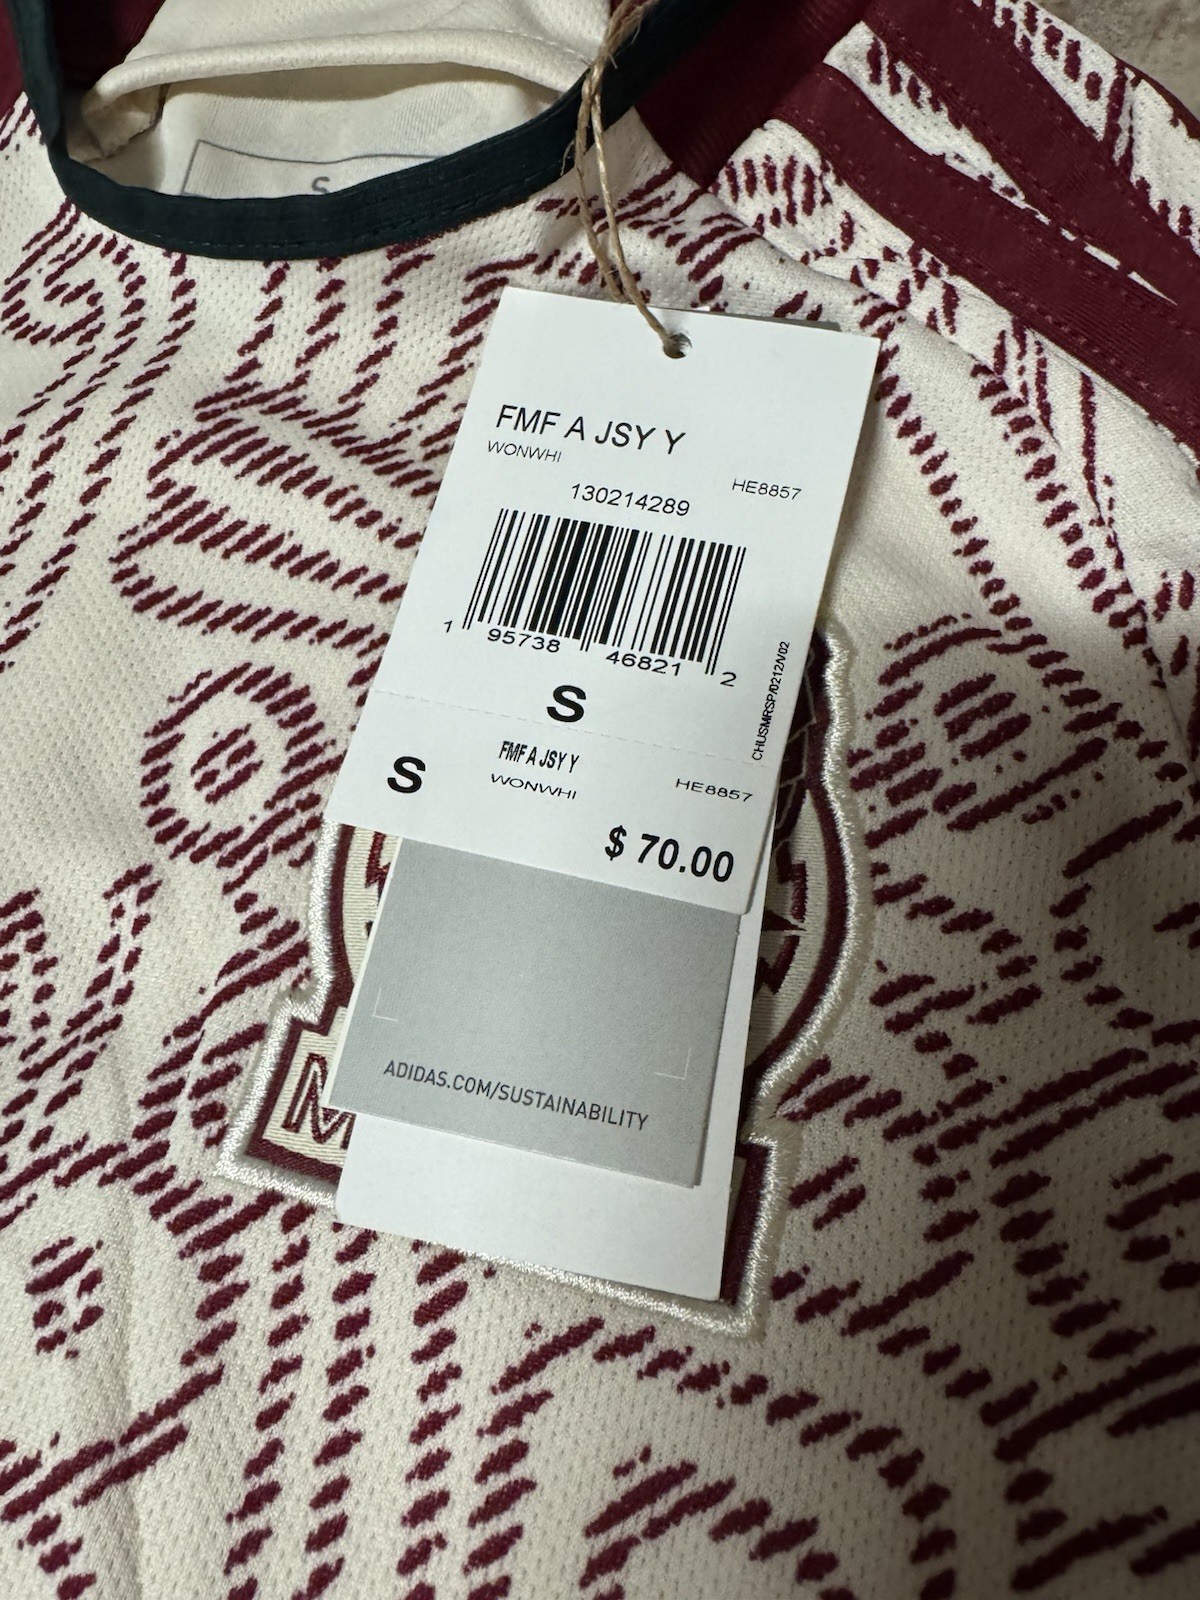 S
FMF A JSY Y
WONWHI
HE8857
130214289
1 95738 46821 2
S
CHUSMRSP/0212/V02
S
FMF A JSY Y
WONWHI
HE8857
$ 70.00
ADIDAS.COM/SUSTAINABILITY
M